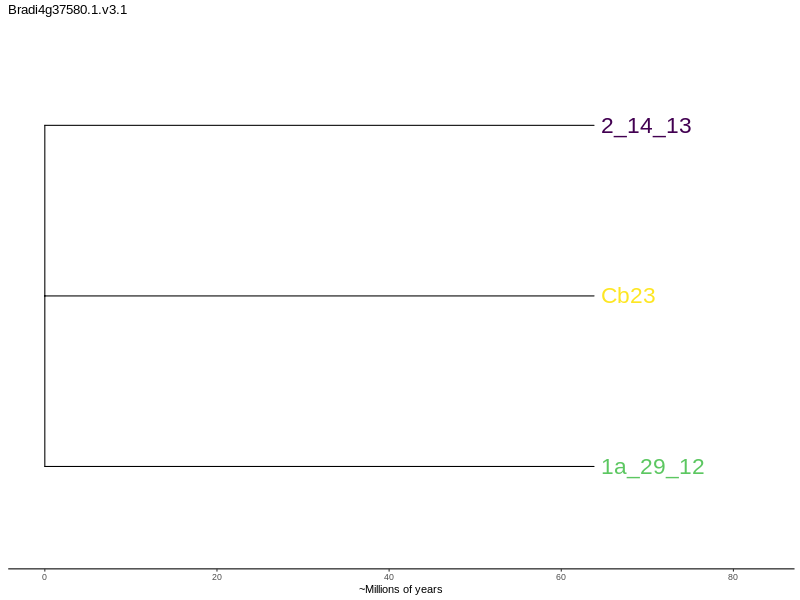 Bradi4g37580.1.v3.1
2_14_13
Cb23
1a_29_12
0 20 40 60 80
~Millions of years